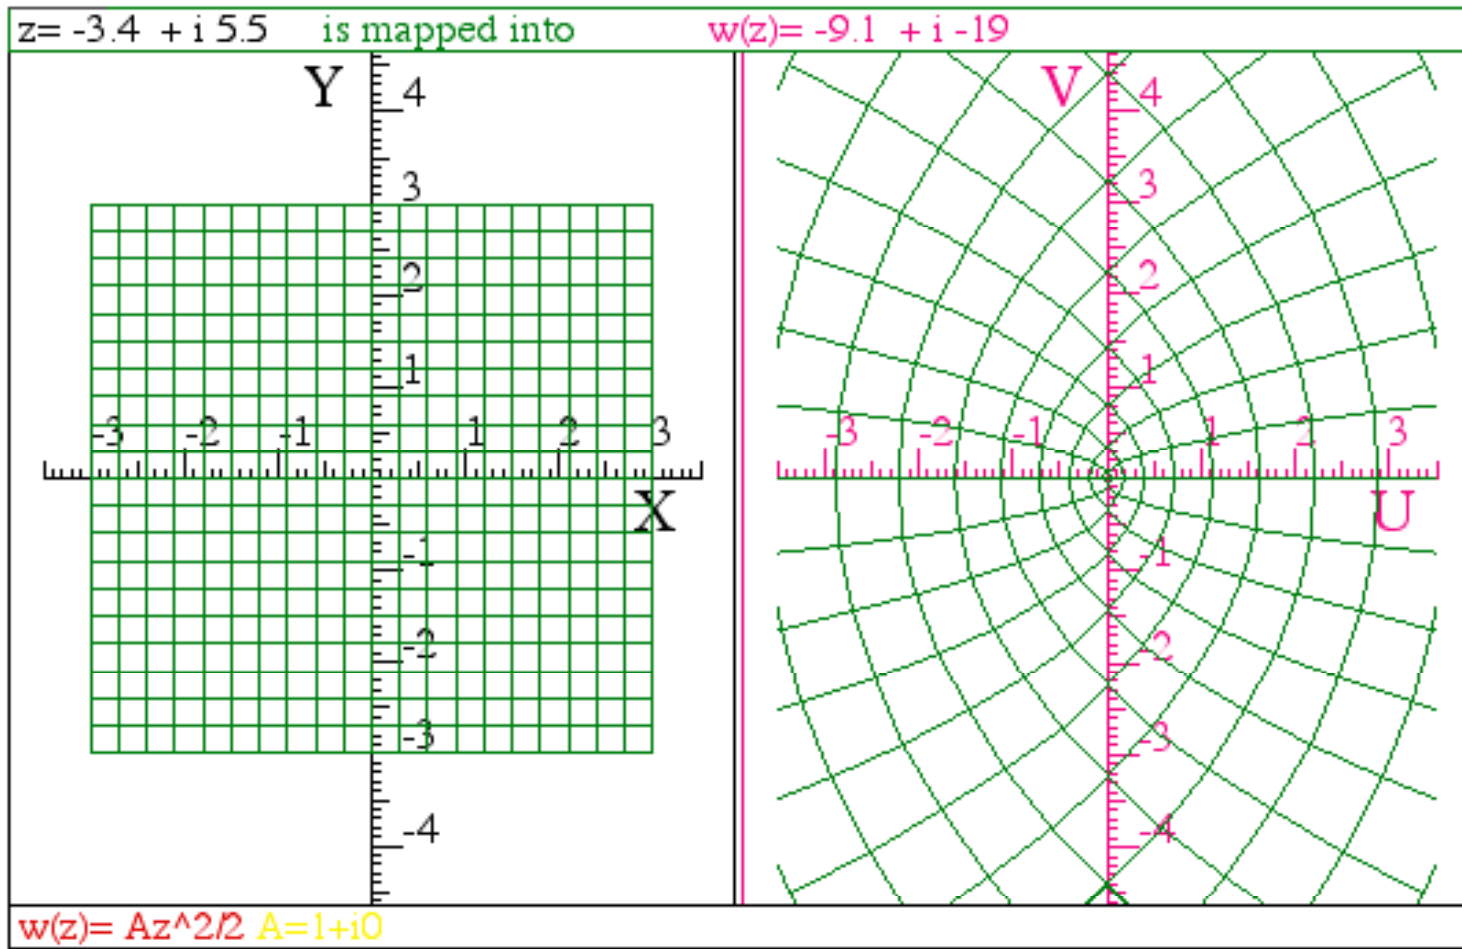 z= -3.4 + i 5.5 is mapped into w(z)= -9.1 + i -19
Y V
4 4
3 3
2 2
1 1
-3 -2 -1 1 2 3 -3 -2 -1 1 2 3
X U
-1 -1
-2 -2
-3 -3
-4 -4
w(z)= Az^2/2 A=1+i0